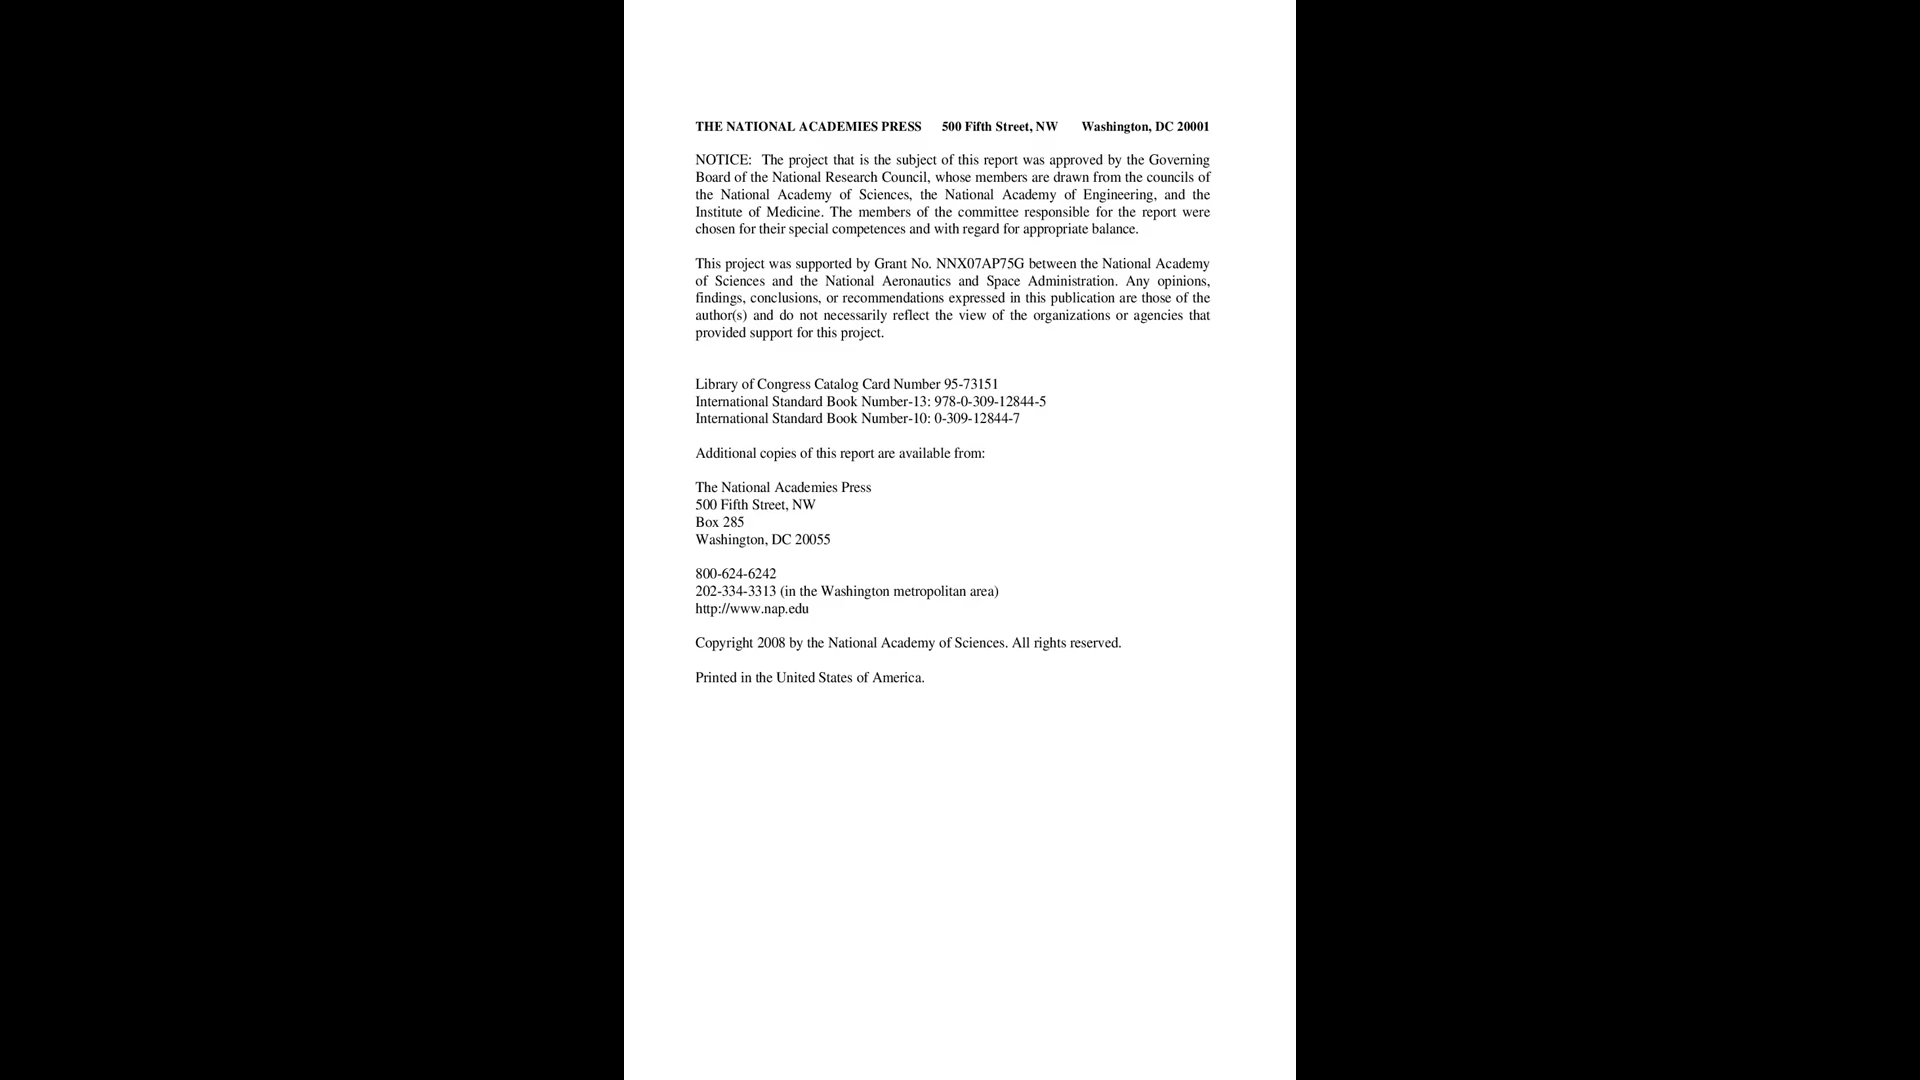 THE NATIONAL ACADEMIES PRESS 500 Fifth Street, NW Washington, DC 20001
NOTICE: The project that is the subject of this report was approved by the Governing
Board of the National Research Council, whose members are drawn from the councils of
the National Academy of Sciences, the National Academy of Engineering, and the
Institute of Medicine. The members of the committee responsible for the report were
chosen for their special competences and with regard for appropriate balance.
This project was supported by Grant No. NNX07AP75G between the National Academy
of Sciences and the National Aeronautics and Space Administration. Any opinions,
findings, conclusions, or recommendations expressed in this publication are those of the
author(s) and do not necessarily reflect the view of the organizations or agencies that
provided support for this project.
Library of Congress Catalog Card Number 95-73151
International Standard Book Number-13: 978-0-309-12844-5
International Standard Book Number-10: 0-309-12844-7
Additional copies of this report are available from:
The National Academies Press
500 Fifth Street, NW
Box 285
Washington, DC 20055
800-624-6242
202-334-3313 (in the Washington metropolitan area)
http://www.nap.edu
Copyright 2008 by the National Academy of Sciences. All rights reserved.
Printed in the United States of America.